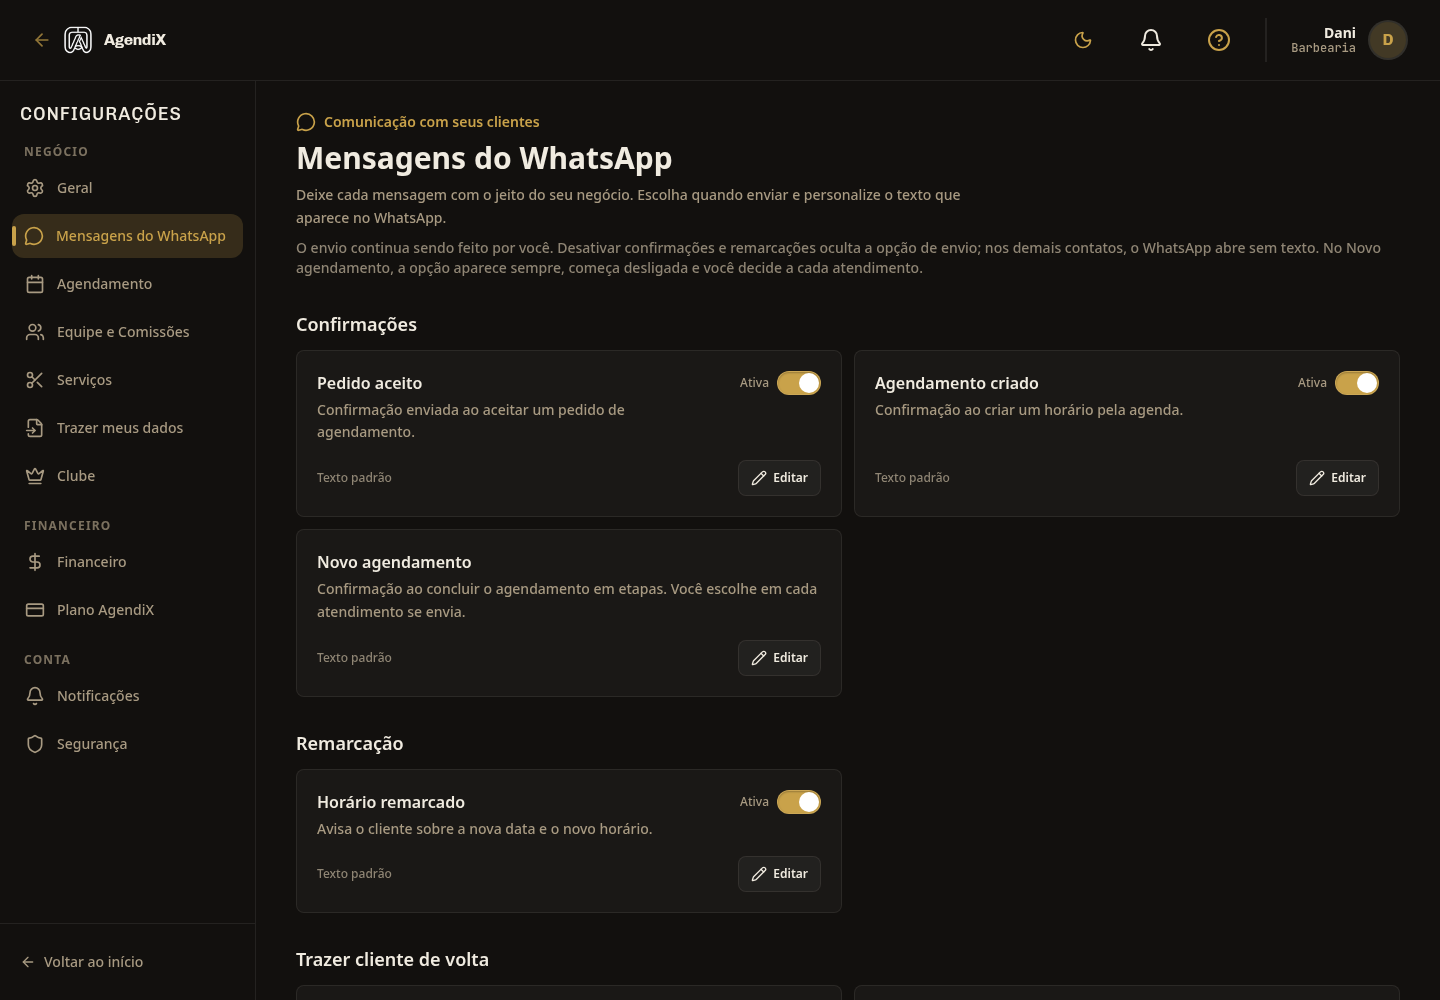 AgendiX
Dani
Barbearia
D
CONFIGURAÇÕES
NEGÓCIO
Geral
Mensagens do WhatsApp
Agendamento
Equipe e Comissões
Serviços
Trazer meus dados
Clube
FINANCEIRO
Financeiro
Plano AgendiX
CONTA
Notificações
Segurança
Voltar ao início
Comunicação com seus clientes
Mensagens do WhatsApp
Deixe cada mensagem com o jeito do seu negócio. Escolha quando enviar e personalize o texto que
aparece no WhatsApp.
O envio continua sendo feito por você. Desativar confirmações e remarcações oculta a opção de envio; nos demais contatos, o WhatsApp abre sem texto. No Novo
agendamento, a opção aparece sempre, começa desligada e você decide a cada atendimento.
Confirmações
Pedido aceito
Ativa
Confirmação enviada ao aceitar um pedido de
agendamento.
Texto padrão
Editar
Agendamento criado
Ativa
Confirmação ao criar um horário pela agenda.
Texto padrão
Editar
Novo agendamento
Confirmação ao concluir o agendamento em etapas. Você escolhe em cada
atendimento se envia.
Texto padrão
Editar
Remarcação
Horário remarcado
Ativa
Avisa o cliente sobre a nova data e o novo horário.
Texto padrão
Editar
Trazer cliente de volta